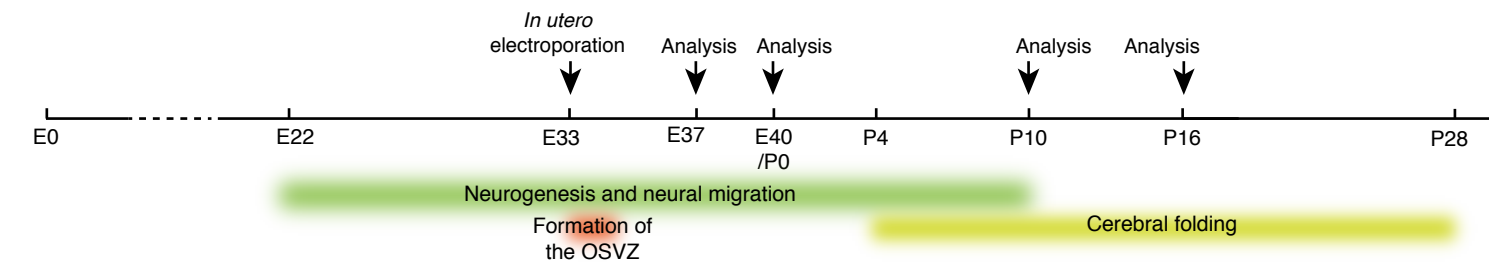 In utero
electroporation
Analysis
Analysis
Analysis
Analysis
E0
E22
E33
E37
E40
/P0
P4
P10
P16
P28
Neurogenesis and neural migration
Formation of
the OSVZ
Cerebral folding